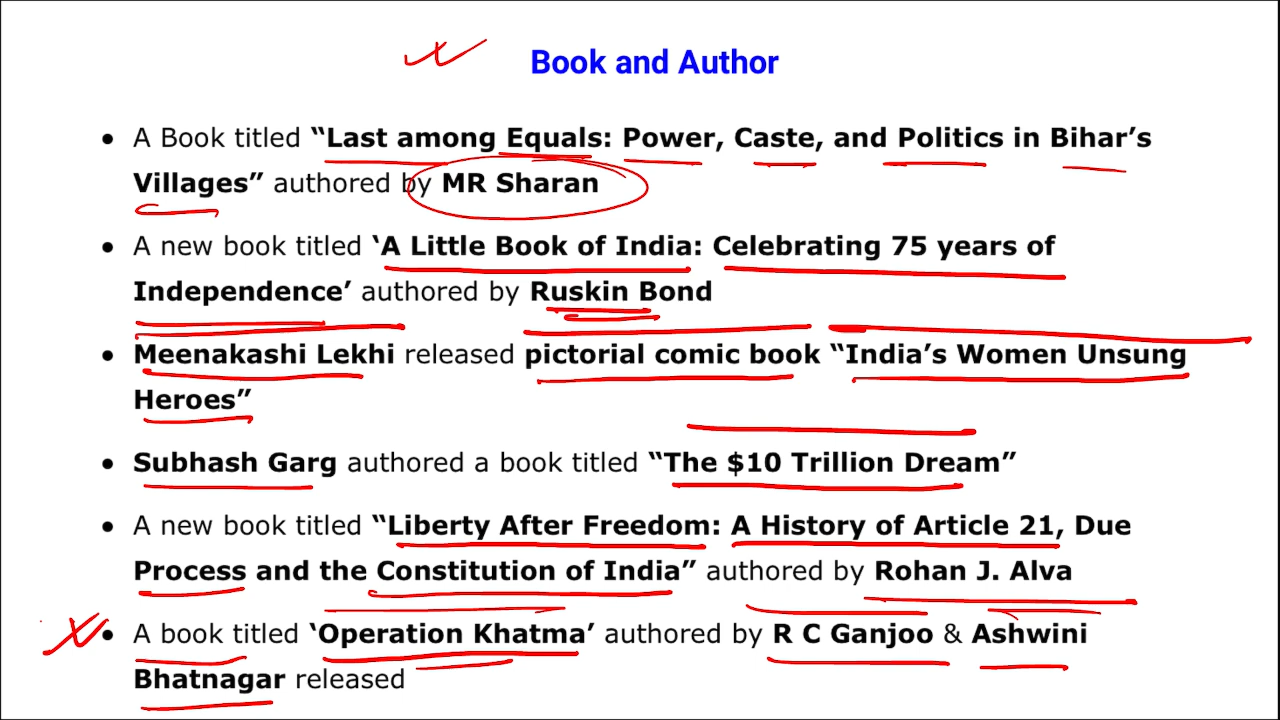 Book and Author
• A Book titled “Last among Equals: Power, Caste, and Politics in Bihar’s
Villages” authored by MR Sharan
• A new book titled ‘A Little Book of India: Celebrating 75 years of
Independence’ authored by Ruskin Bond
• Meenakashi Lekhi released pictorial comic book “India’s Women Unsung
Heroes”
• Subhash Garg authored a book titled “The $10 Trillion Dream”
• A new book titled “Liberty After Freedom: A History of Article 21, Due
Process and the Constitution of India” authored by Rohan J. Alva
• A book titled ‘Operation Khatma’ authored by R C Ganjoo & Ashwini
Bhatnagar released